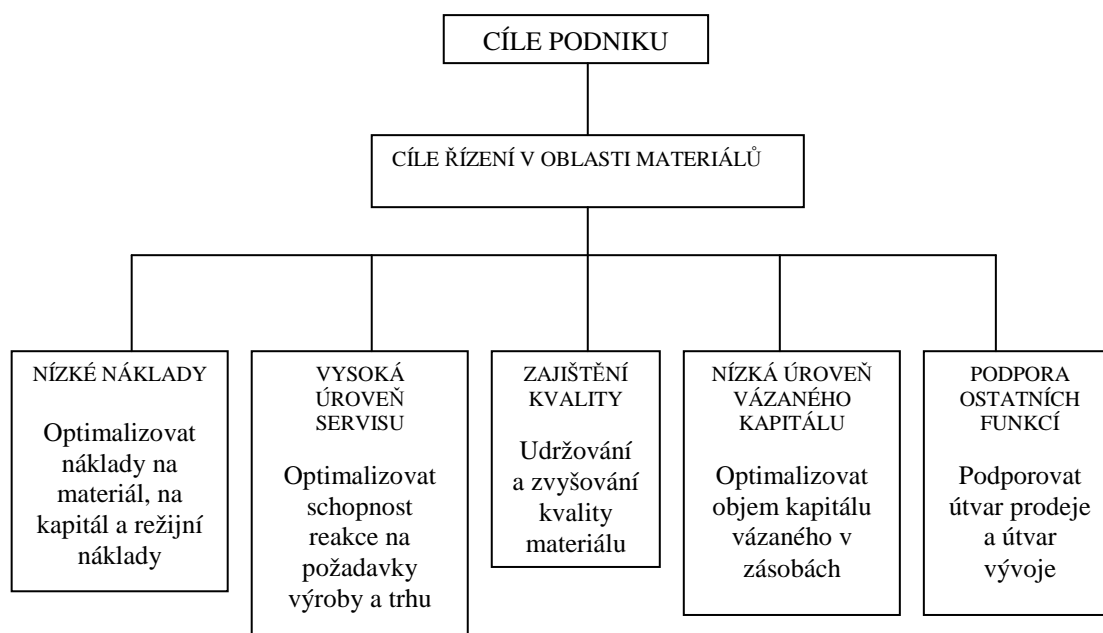 CÍLE PODNIKU
CÍLE ŘÍZENÍ V OBLASTI MATERIÁLŮ
NÍZKÉ NÁKLADY
Optimalizovat
náklady na
materiál, na
kapitál a režijní
náklady
VYSOKÁ
ÚROVEŇ
SERVISU
Optimalizovat
schopnost
reakce na
požadavky
výroby a trhu
ZAJIŠTĚNÍ
KVALITY
Udržování
a zvyšování
kvality
materiálu
NÍZKÁ ÚROVEŇ
VÁZANÉHO
KAPITÁLU
Optimalizovat
objem kapitálu
vázaného v
zásobách
PODPORA
OSTATNÍCH
FUNKCÍ
Podporovat
útvar prodeje
a útvar
vývoje